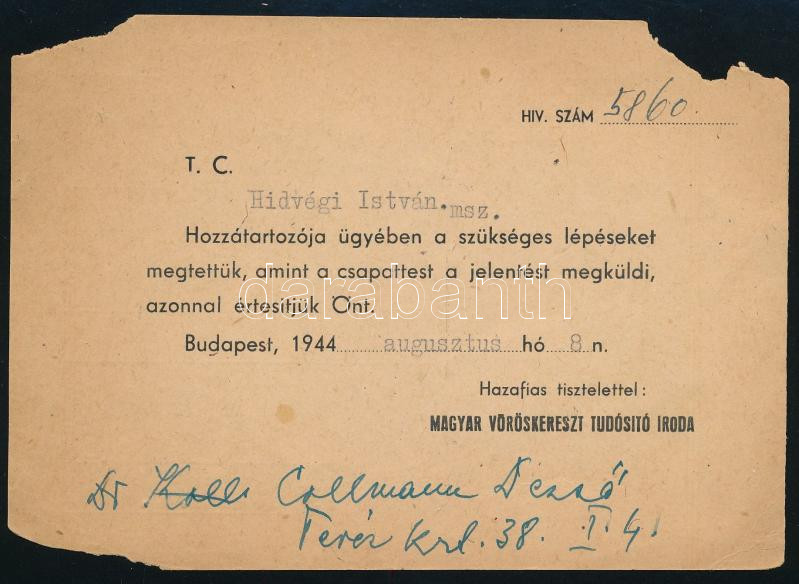 HIV. SZÁM 5860.
T. C.
Hidvégi István.msz.
Hozzátartozója ügyében a szükséges lépéseket
megtettük, amint a csapattest a jelentést megküldi,
azonnal értesítjük Önt.
darabanth
Budapest, 1944 augusztus hó 8 n.
Hazafias tisztelettel:
MAGYAR VÖRÖSKERESZT TUDÓSITÓ IRODA
Dr Collmann Dezső
Teréz krt. 38. I. 4.